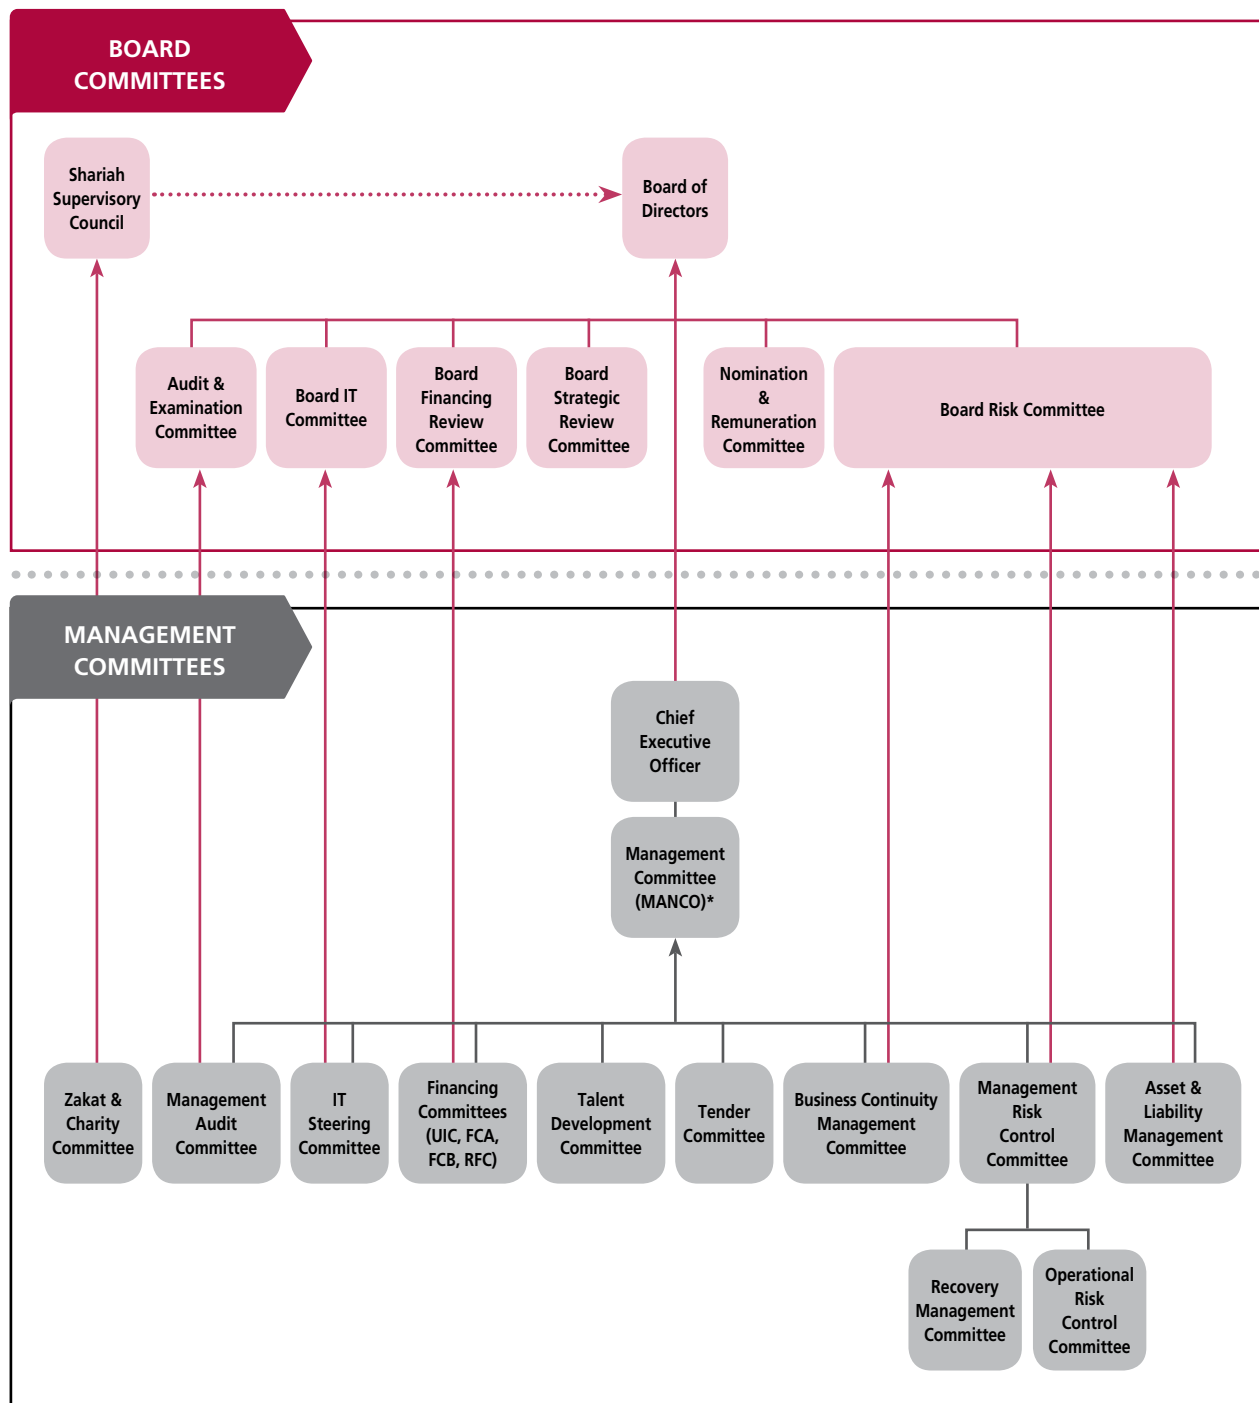 BOARD
COMMITTEES
Shariah
Supervisory
Council
Board of
Directors
Audit &
Examination
Committee
Board IT
Committee
Board
Financing
Review
Committee
Board
Strategic
Review
Committee
Nomination
&
Remuneration
Committee
Board Risk Committee
MANAGEMENT
COMMITTEES
Chief
Executive
Officer
Management
Committee
(MANCO)*
Zakat &
Charity
Committee
Management
Audit
Committee
IT
Steering
Committee
Financing
Committees
(UIC, FCA,
FCB, RFC)
Talent
Development
Committee
Tender
Committee
Business Continuity
Management
Committee
Management
Risk
Control
Committee
Asset &
Liability
Management
Committee
Recovery
Management
Committee
Operational
Risk
Control
Committee